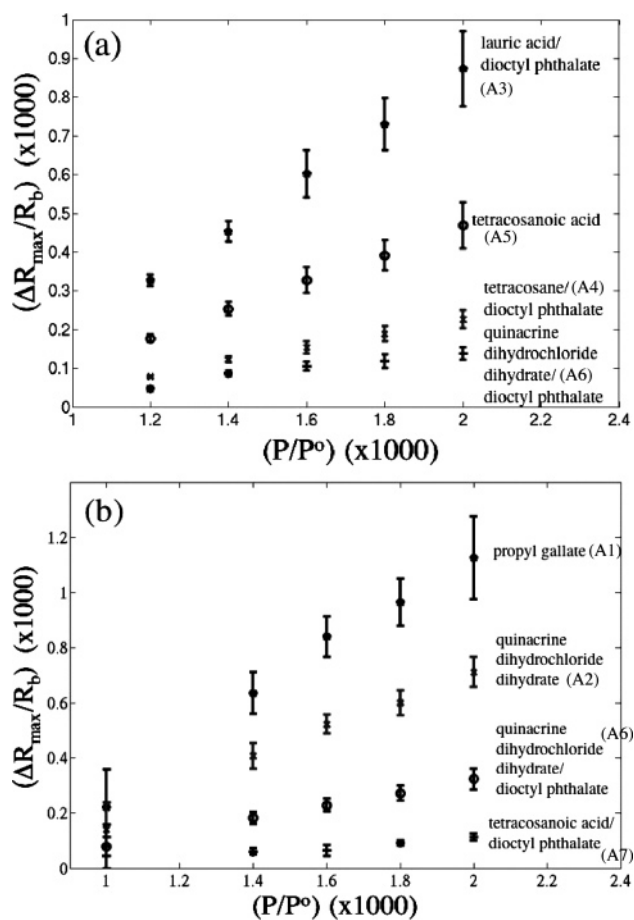 (a)
1
0.9
0.8
0.7
0.6
0.5
0.4
0.3
0.2
0.1
0
(ΔR_max/R_b) (x1000)
lauric acid/
dioctyl phthalate
(A3)
tetracosanoic acid
(A5)
tetracosane/ (A4)
dioctyl phthalate
quinacrine
dihydrochloride
dihydrate/ (A6)
dioctyl phthalate
1 1.2 1.4 1.6 1.8 2 2.2 2.4
(P/P°) (x1000)
(b)
1.2
1
0.8
0.6
0.4
0.2
0
(ΔR_max/R_b) (x1000)
propyl gallate (A1)
quinacrine
dihydrochloride
dihydrate (A2)
quinacrine (A6)
dihydrochloride
dihydrate/
dioctyl phthalate
tetracosanoic acid/
dioctyl phthalate
(A7)
1 1.2 1.4 1.6 1.8 2 2.2 2.4
(P/P°) (x1000)